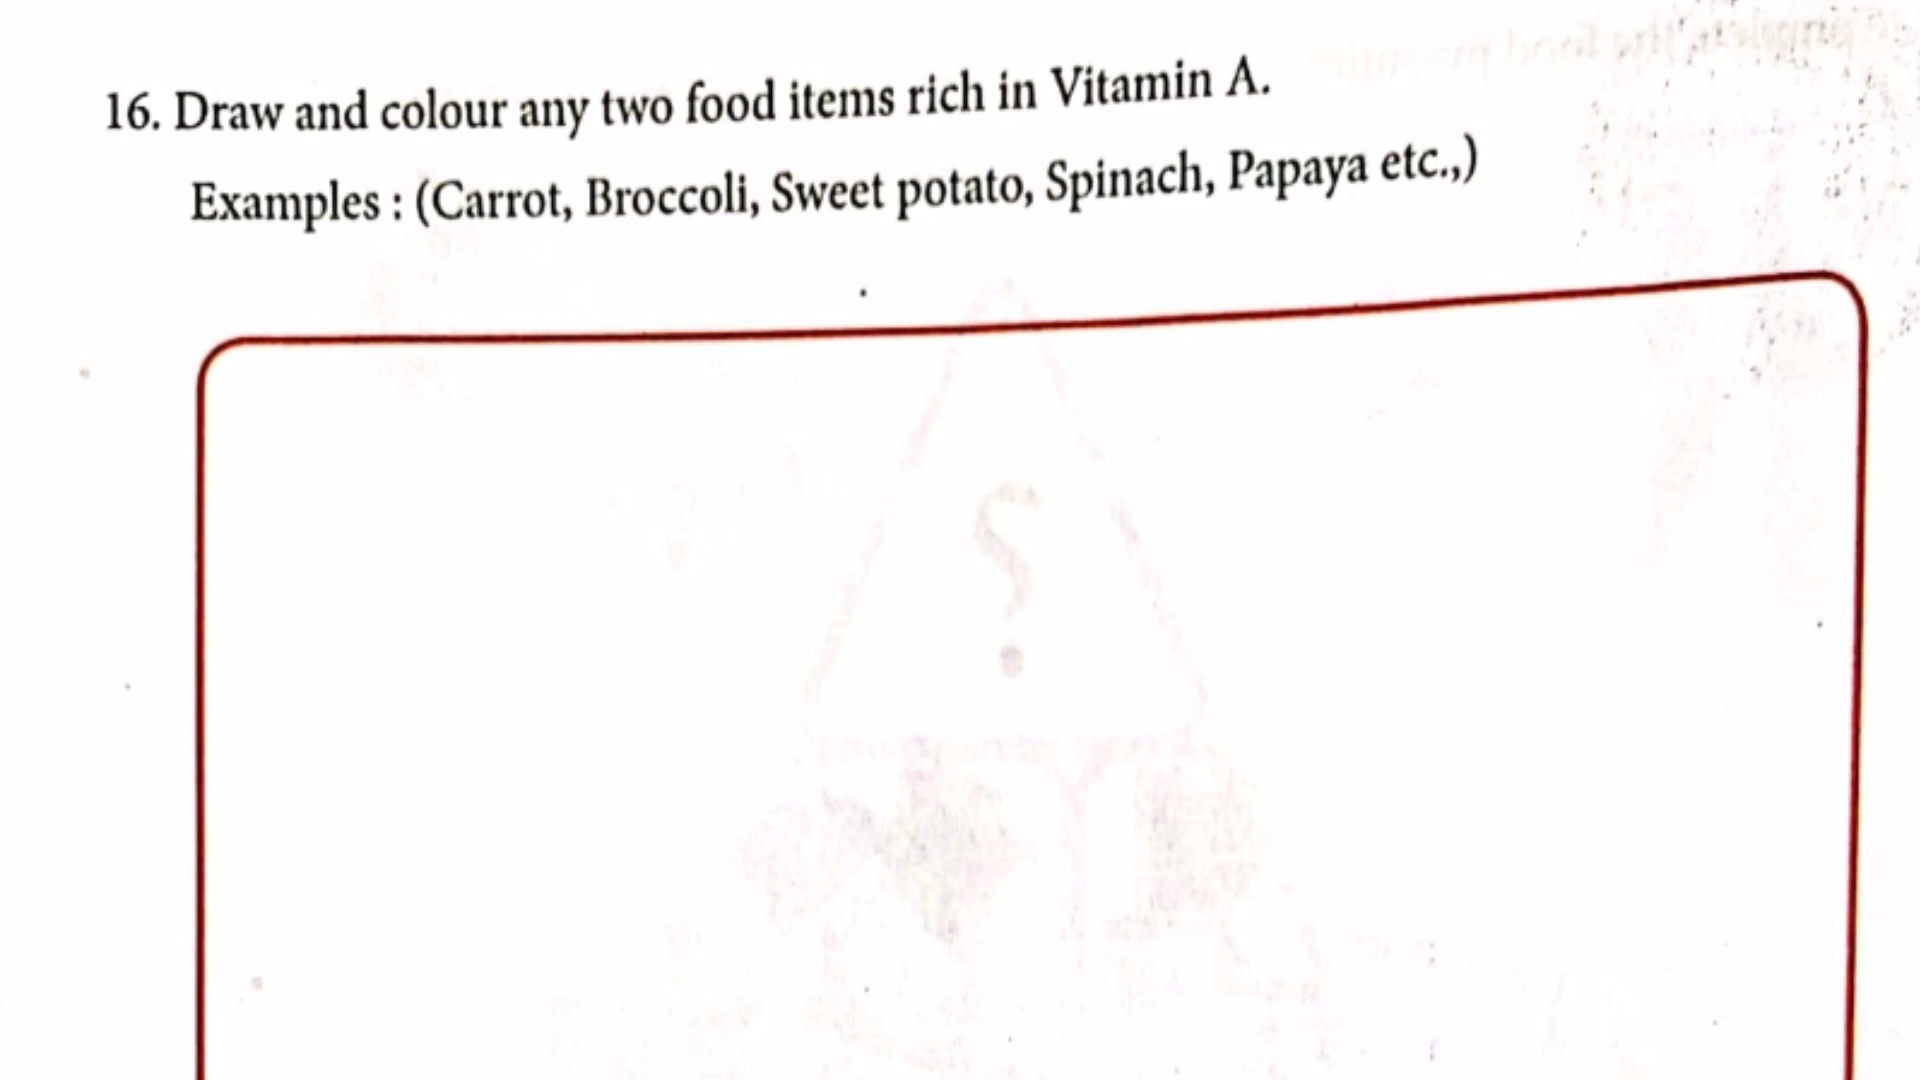 16. Draw and colour any two food items rich in Vitamin A.
Examples : (Carrot, Broccoli, Sweet potato, Spinach, Papaya etc.,)
?